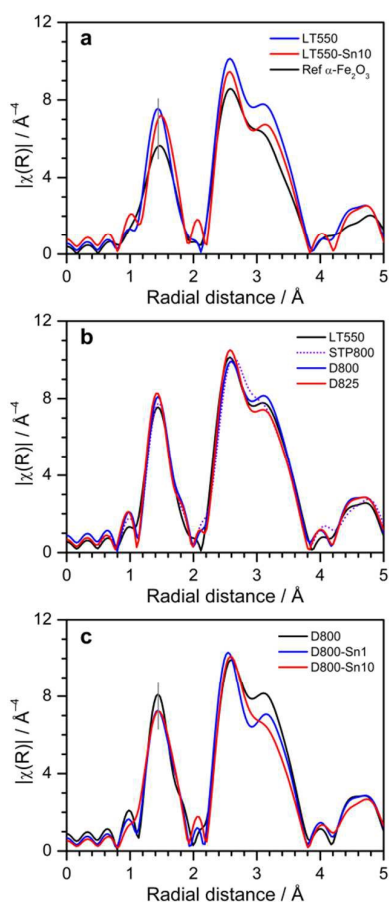 a
LT550
LT550-Sn10
Ref α-Fe₂O₃
12
8
4
0
|χ(R)| / Å⁻⁴
0 1 2 3 4 5
Radial distance / Å
b
LT550
STP800
D800
D825
12
8
4
0
|χ(R)| / Å⁻⁴
0 1 2 3 4 5
Radial distance / Å
c
D800
D800-Sn1
D800-Sn10
12
8
4
0
|χ(R)| / Å⁻⁴
0 1 2 3 4 5
Radial distance / Å